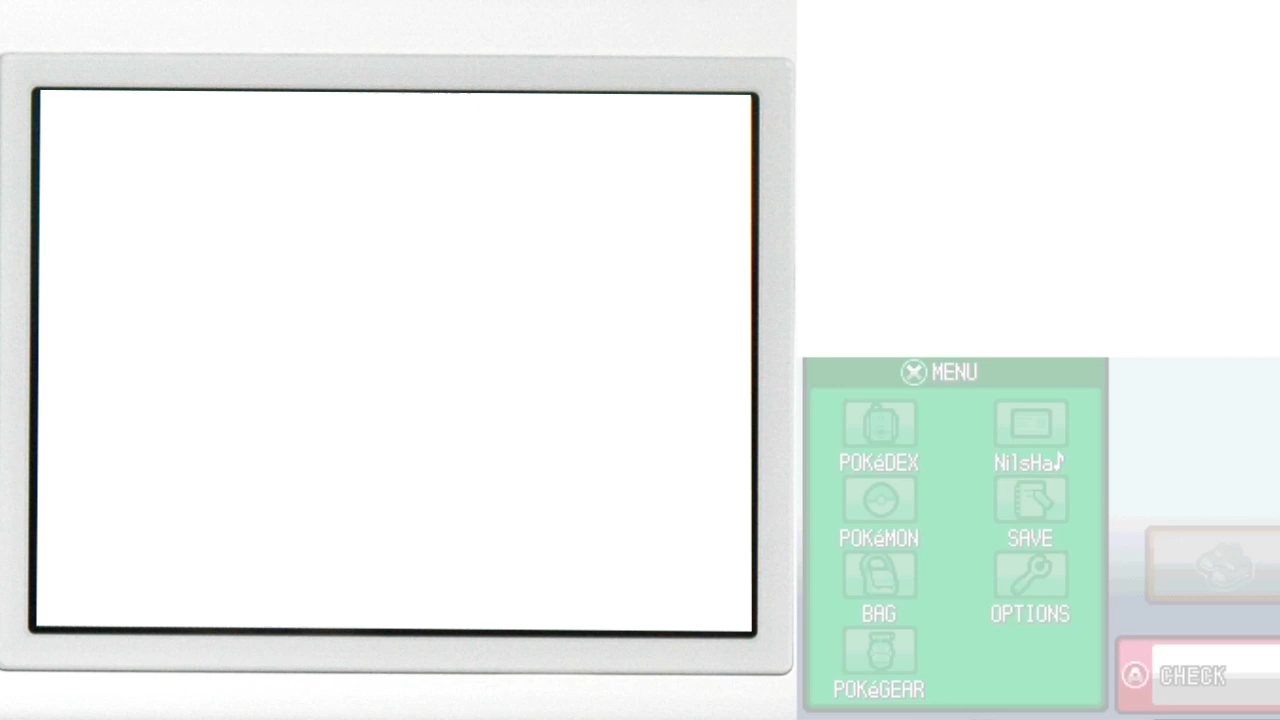 MENU
POKéDEX
NilsHa♪
POKéMON
SAVE
BAG
OPTIONS
POKéGEAR
A CHECK